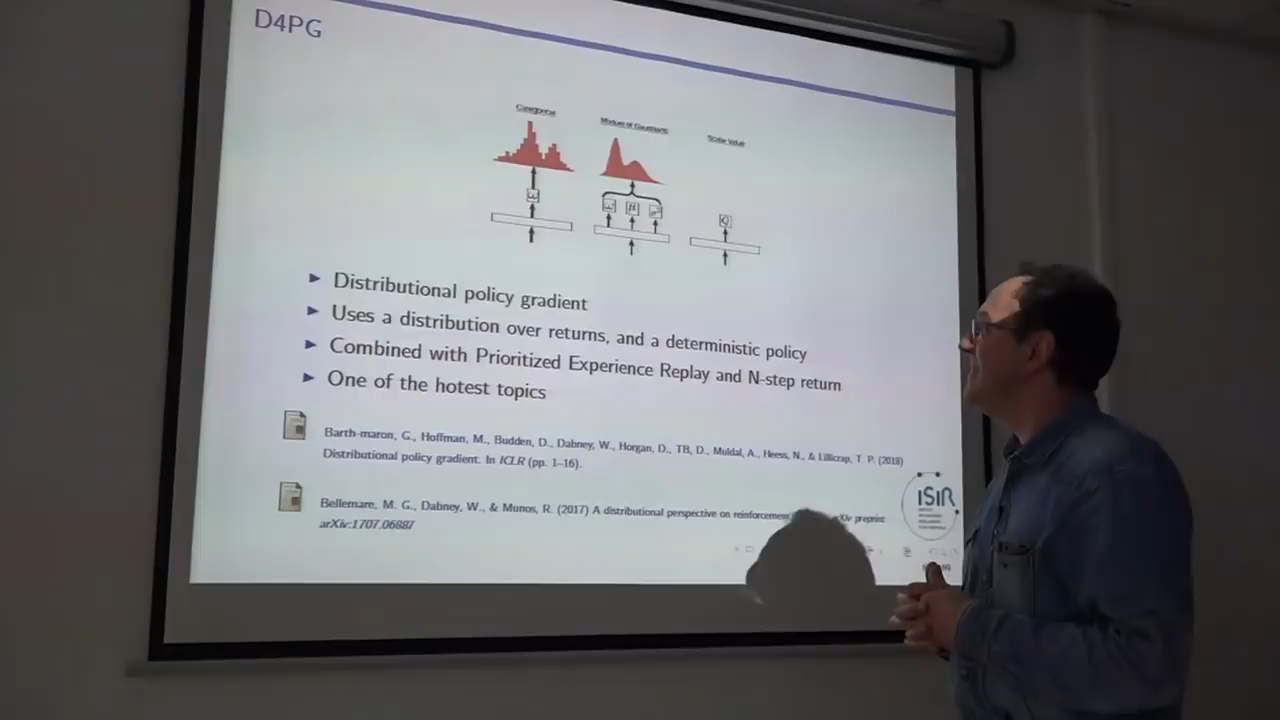 D4PG
Categorical
Mixture of Gaussians
Scalar Value
ω
ω μ σ²
Q
Distributional policy gradient
Uses a distribution over returns, and a deterministic policy
Combined with Prioritized Experience Replay and N-step return
One of the hotest topics
Barth-maron, G., Hoffman, M., Budden, D., Dabney, W., Horgan, D., TB, D., Muldal, A., Heess, N., & Lillicrap, T. P. (2018)
Distributional policy gradient. In ICLR (pp. 1–16).
Bellemare, M. G., Dabney, W., & Munos, R. (2017) A distributional perspective on reinforcement arXiv preprint
arXiv:1707.06887
ISIR